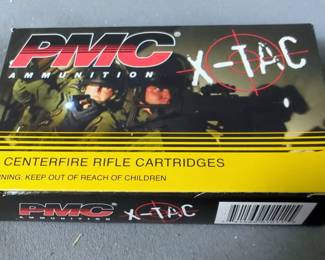 PMC®
AMMUNITION
X-TAC
CENTERFIRE RIFLE CARTRIDGES
KEEP OUT OF REACH OF CHILDREN
PMC®
AMMUNITION
X-TAC